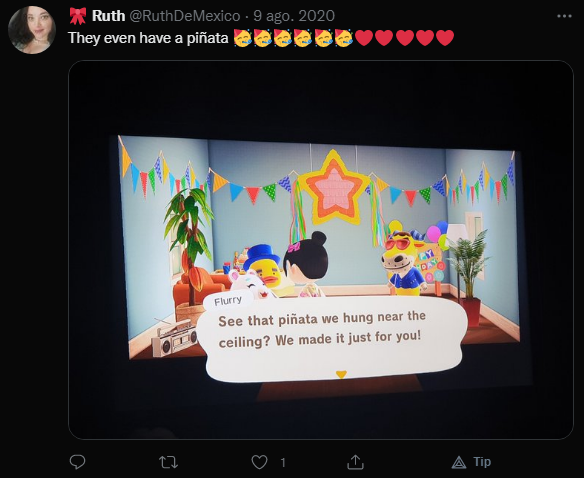 Ruth @RuthDeMexico · 9 ago. 2020
They even have a piñata 🥳🥳🥳🥳🥳🥳❤️❤️❤️❤️❤️
Flurry
See that piñata we hung near the
ceiling? We made it just for you!
1
Tip